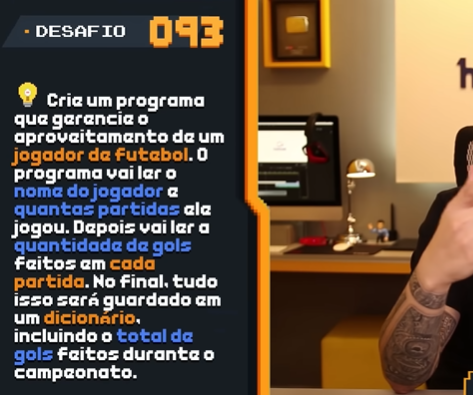 DESAFIO 093
Crie um programa
que gerencie o
aproveitamento de um
jogador de futebol. O
programa vai ler o
nome do jogador e
quantas partidas ele
jogou. Depois vai ler a
quantidade de gols
feitos em cada
partida. No final, tudo
isso será guardado em
um dicionário,
incluindo o total de
gols feitos durante o
campeonato.
h